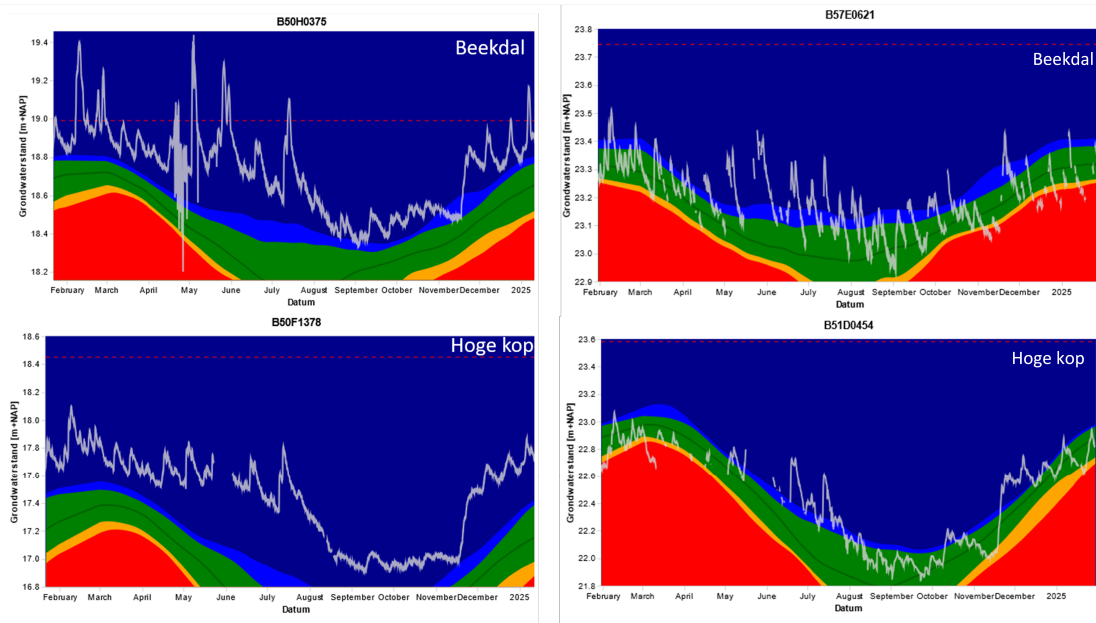 B50H0375
Beekdal
Grondwaterstand [m+NAP]
19.4
19.2
19.0
18.8
18.6
18.4
18.2
February March April May June July August September October November December 2025
Datum
B57E0621
Beekdal
Grondwaterstand [m+NAP]
23.8
23.7
23.6
23.5
23.4
23.3
23.2
23.1
23.0
22.9
February March April May June July August September October November December 2025
Datum
B50F1378
Hoge kop
Grondwaterstand [m+NAP]
18.6
18.4
18.2
18.0
17.8
17.6
17.4
17.2
17.0
16.8
February March April May June July August September October November December 2025
Datum
B51D0454
Hoge kop
Grondwaterstand [m+NAP]
23.6
23.4
23.2
23.0
22.8
22.6
22.4
22.2
22.0
21.8
February March April May June July August September October November December 2025
Datum